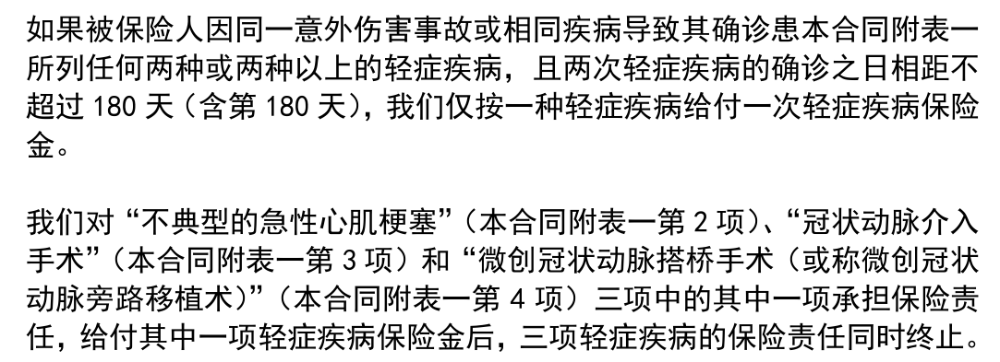 如果被保险人因同一意外伤害事故或相同疾病导致其确诊患本合同附表一
所列任何两种或两种以上的轻症疾病，且两次轻症疾病的确诊之日相距不
超过 180 天（含第 180 天），我们仅按一种轻症疾病给付一次轻症疾病保险
金。
我们对“不典型的急性心肌梗塞”（本合同附表一第 2 项）、“冠状动脉介入
手术”（本合同附表一第 3 项）和“微创冠状动脉搭桥手术（或称微创冠状
动脉旁路移植术）”（本合同附表一第 4 项）三项中的其中一项承担保险责
任，给付其中一项轻症疾病保险金后，三项轻症疾病的保险责任同时终止。